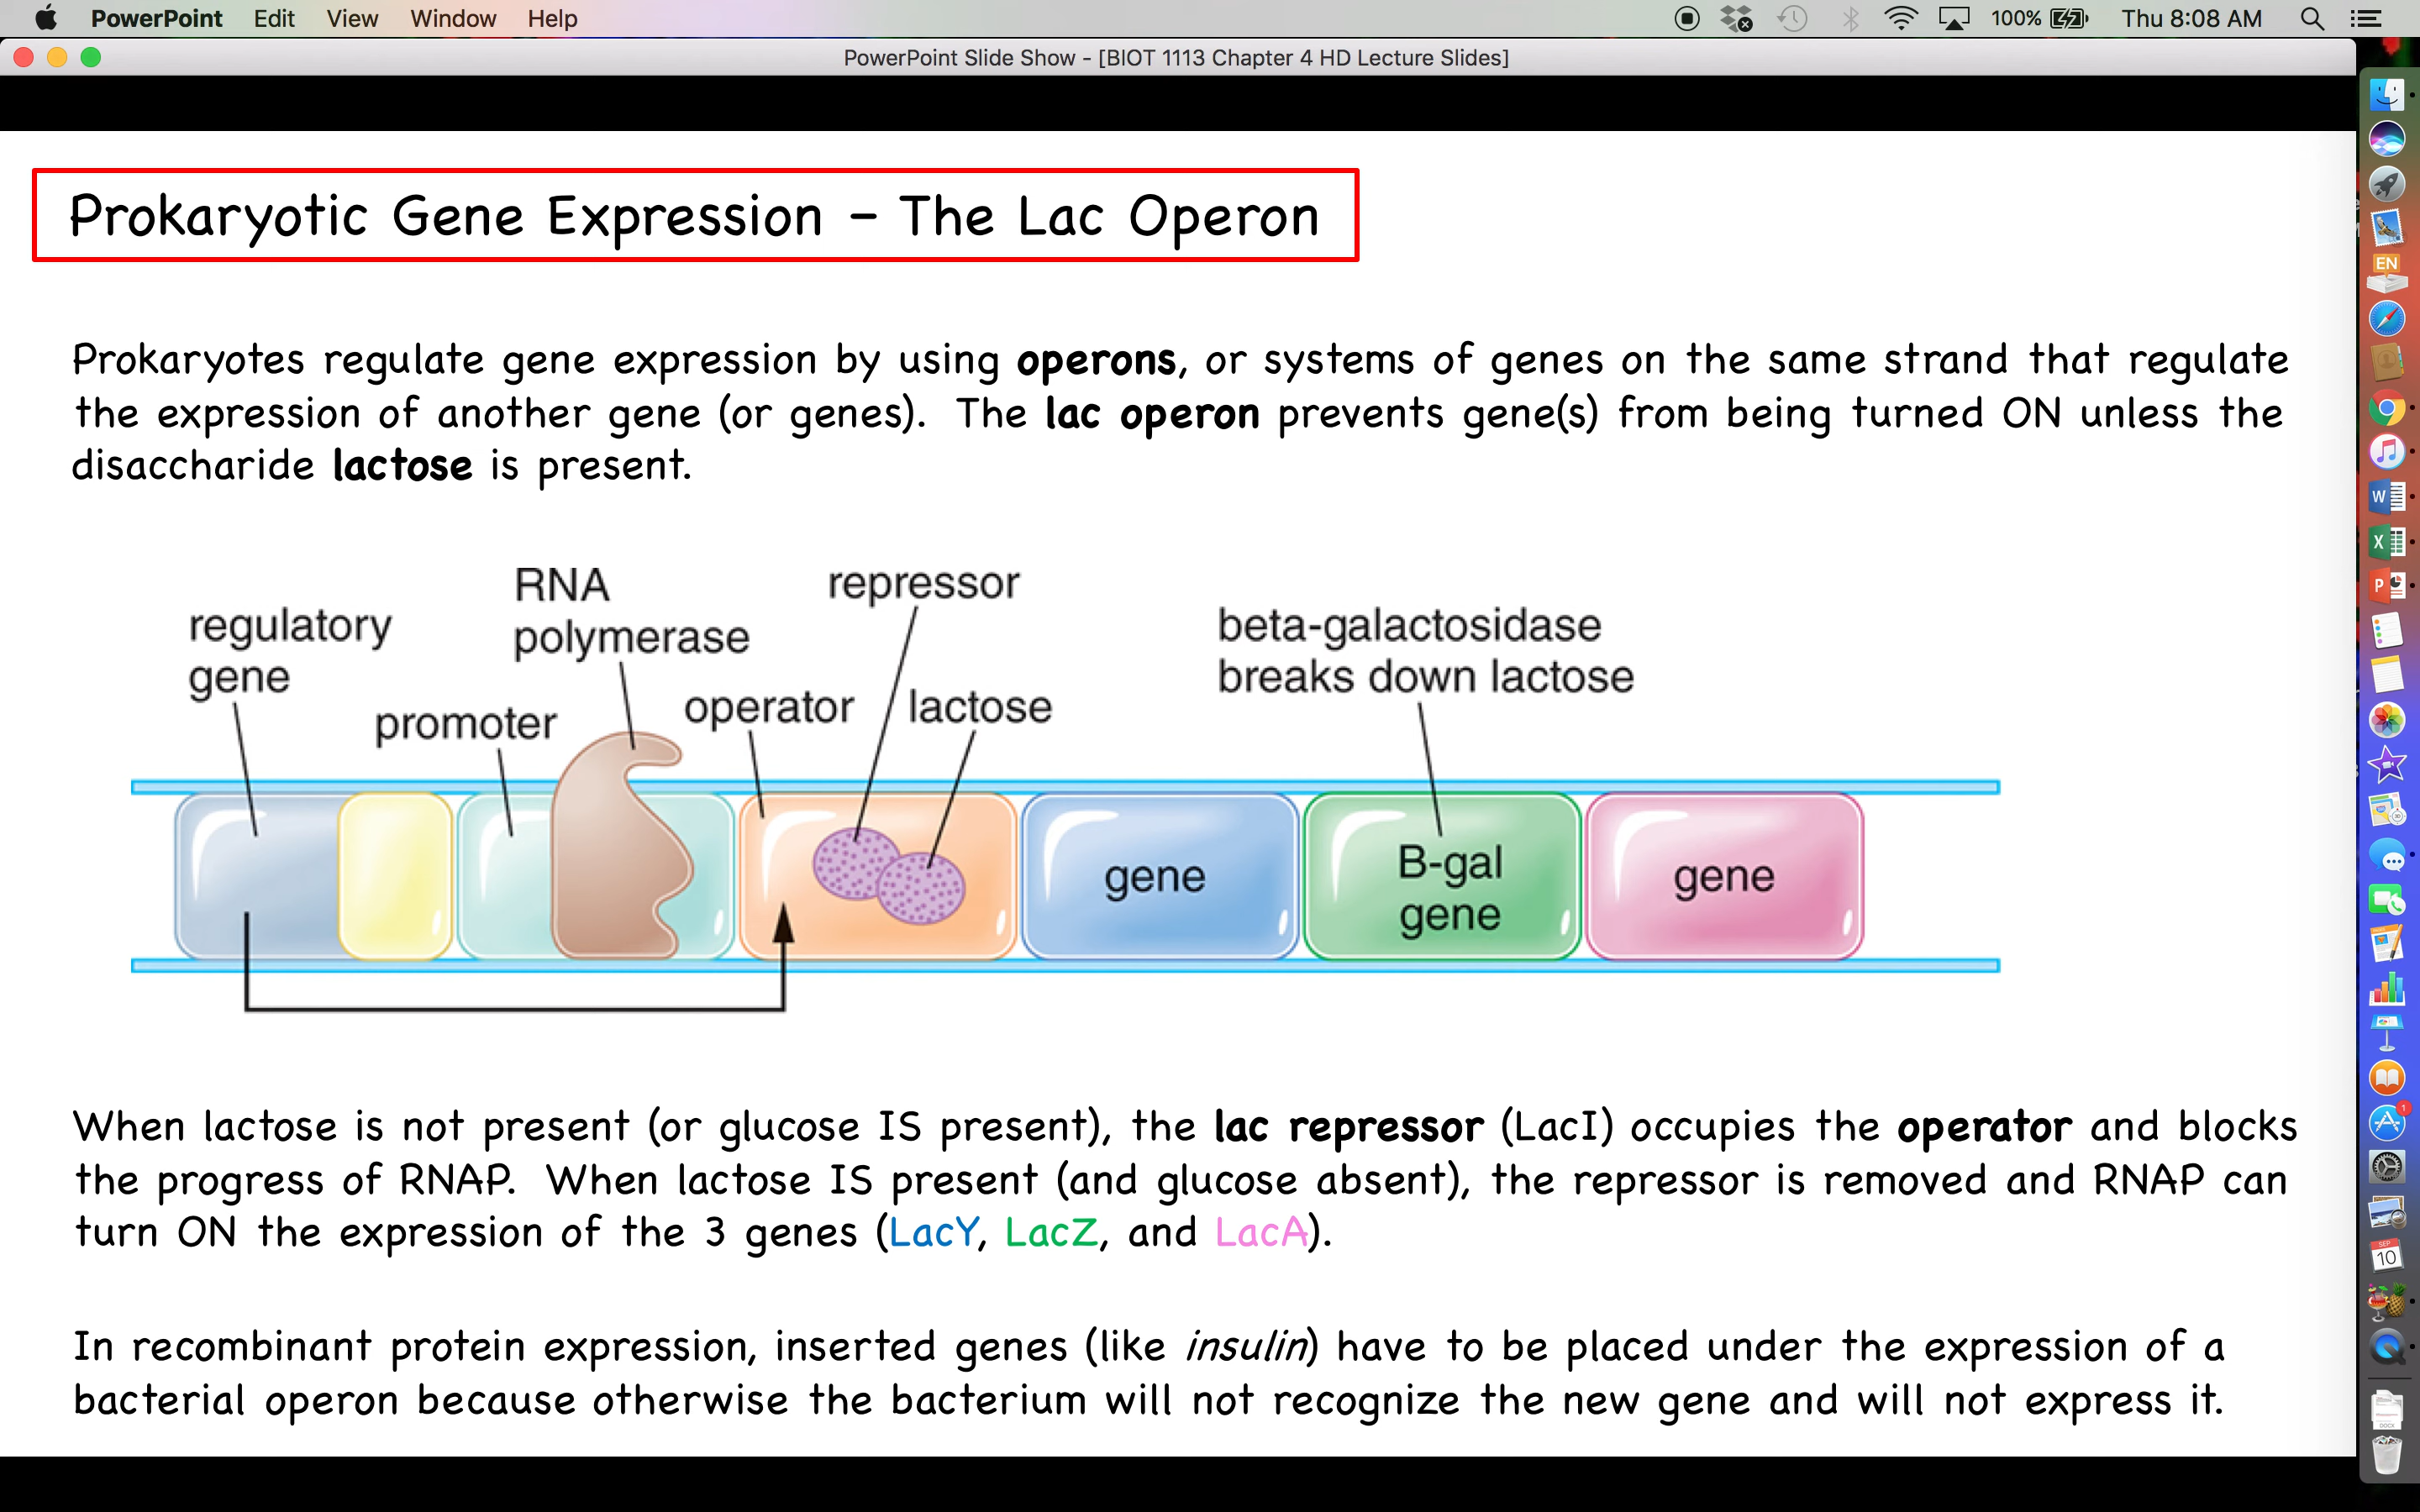 PowerPoint Edit View Window Help 100% Thu 8:08 AM
PowerPoint Slide Show - [BIOT 1113 Chapter 4 HD Lecture Slides]
Prokaryotic Gene Expression – The Lac Operon
Prokaryotes regulate gene expression by using operons, or systems of genes on the same strand that regulate
the expression of another gene (or genes). The lac operon prevents gene(s) from being turned ON unless the
disaccharide lactose is present.
regulatory
gene
promoter
RNA
polymerase
operator
repressor
lactose
beta-galactosidase
breaks down lactose
gene
B-gal
gene
gene
When lactose is not present (or glucose IS present), the lac repressor (LacI) occupies the operator and blocks
the progress of RNAP. When lactose IS present (and glucose absent), the repressor is removed and RNAP can
turn ON the expression of the 3 genes (LacY, LacZ, and LacA).
In recombinant protein expression, inserted genes (like insulin) have to be placed under the expression of a
bacterial operon because otherwise the bacterium will not recognize the new gene and will not express it.
EN
W
X
P
1
SEP
10
DOCX